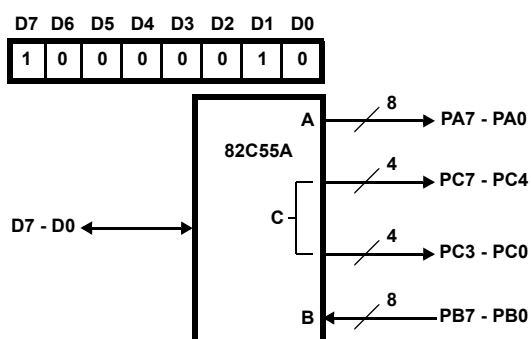 D7 D6 D5 D4 D3 D2 D1 D0
1 0 0 0 0 0 1 0
A 8 PA7 - PA0
82C55A
4 PC7 - PC4
C
D7 - D0
4 PC3 - PC0
B 8 PB7 - PB0